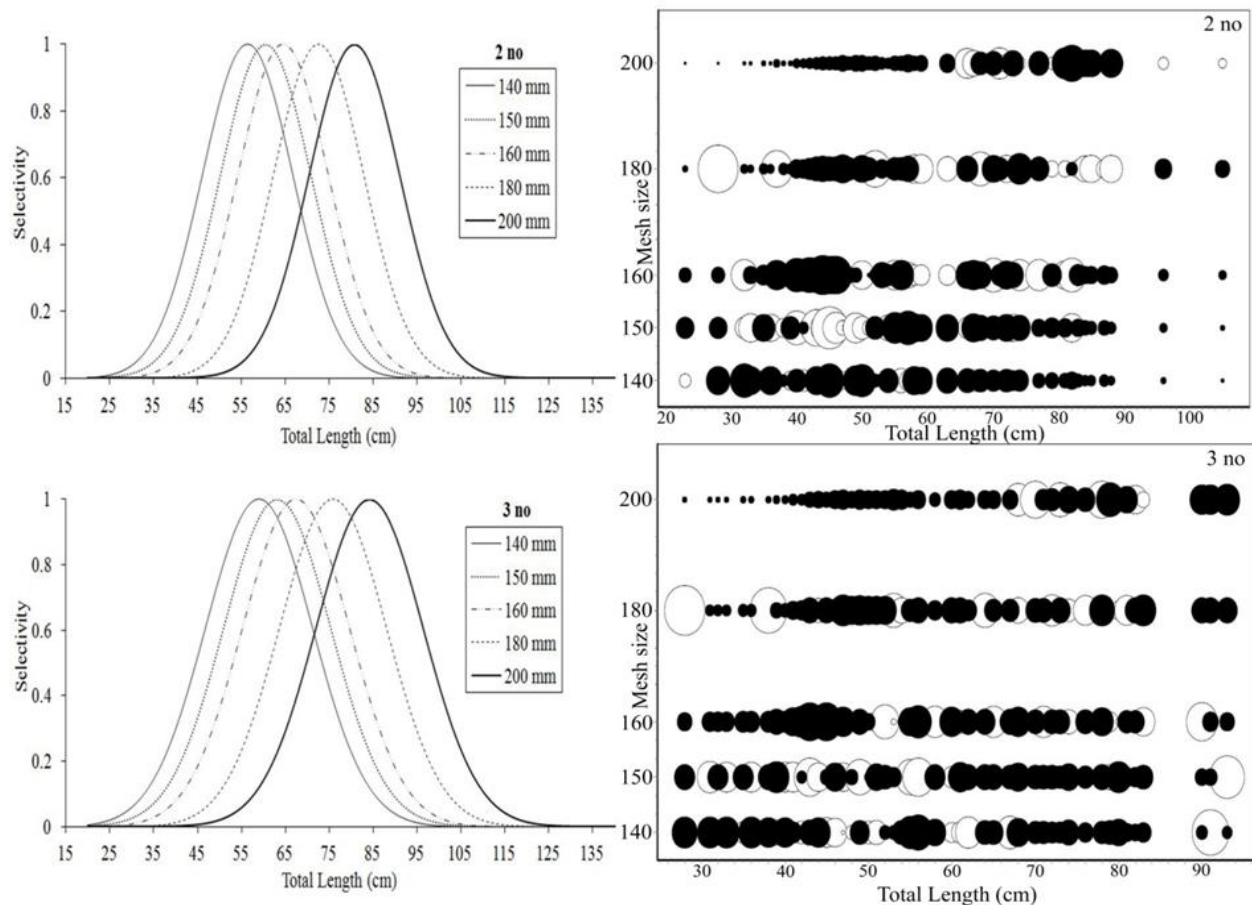 2 no
140 mm
150 mm
160 mm
180 mm
200 mm
Selectivity
1
0.8
0.6
0.4
0.2
0
15 25 35 45 55 65 75 85 95 105 115 125 135
Total Length (cm)
2 no
Mesh size
200
180
160
150
140
20 30 40 50 60 70 80 90 100
Total Length (cm)
3 no
140 mm
150 mm
160 mm
180 mm
200 mm
Selectivity
1
0.8
0.6
0.4
0.2
0
15 25 35 45 55 65 75 85 95 105 115 125 135
Total Length (cm)
3 no
Mesh size
200
180
160
150
140
30 40 50 60 70 80 90
Total Length (cm)